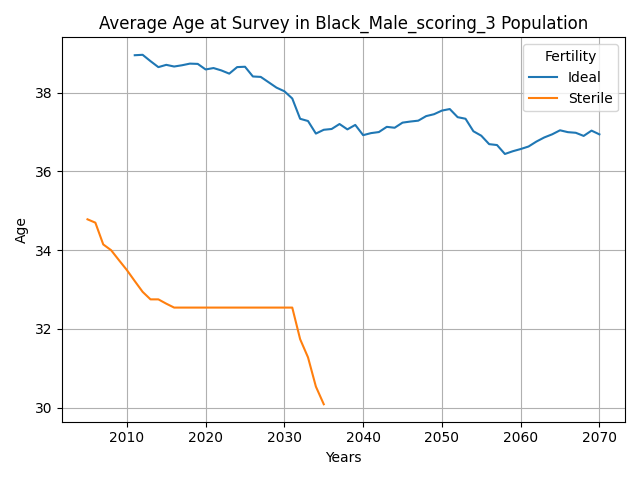 Average Age at Survey in Black_Male_scoring_3 Population
Fertility
Ideal
Sterile
38
36
34
32
30
Age
2010 2020 2030 2040 2050 2060 2070
Years